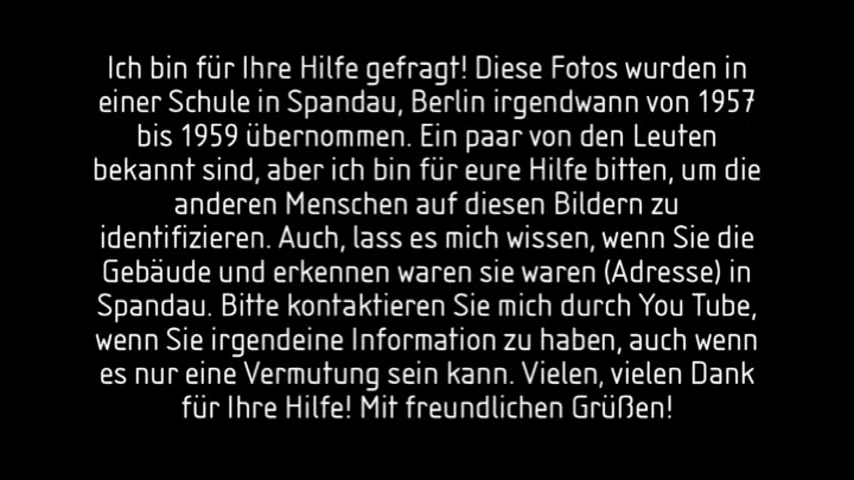 Ich bin für Ihre Hilfe gefragt! Diese Fotos wurden in
einer Schule in Spandau, Berlin irgendwann von 1957
bis 1959 übernommen. Ein paar von den Leuten
bekannt sind, aber ich bin für eure Hilfe bitten, um die
anderen Menschen auf diesen Bildern zu
identifizieren. Auch, lass es mich wissen, wenn Sie die
Gebäude und erkennen waren sie waren (Adresse) in
Spandau. Bitte kontaktieren Sie mich durch You Tube,
wenn Sie irgendeine Information zu haben, auch wenn
es nur eine Vermutung sein kann. Vielen, vielen Dank
für Ihre Hilfe! Mit freundlichen Grüßen!